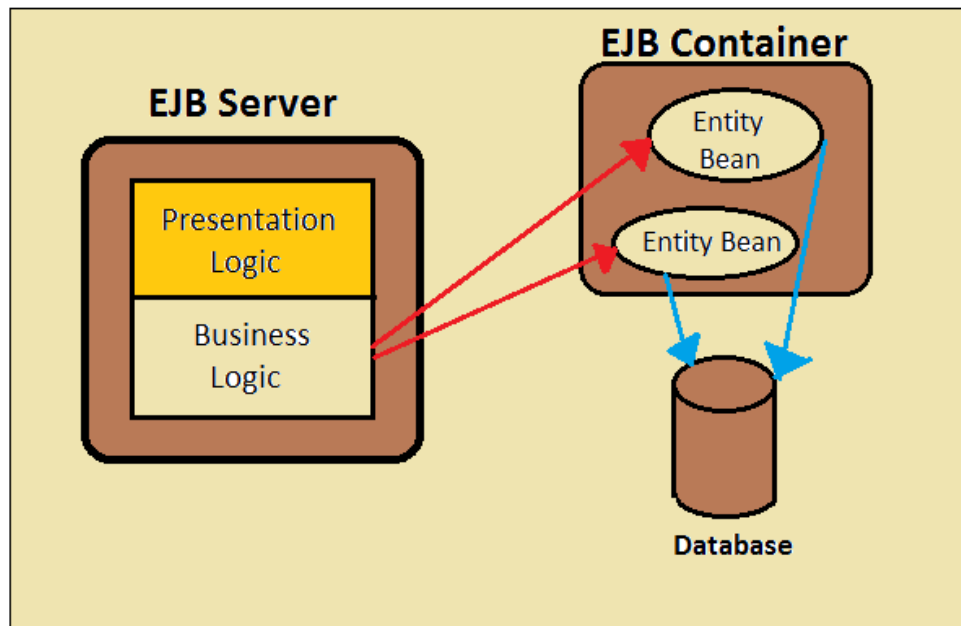 EJB Server
Presentation
Logic
Business
Logic
EJB Container
Entity
Bean
Entity Bean
Database